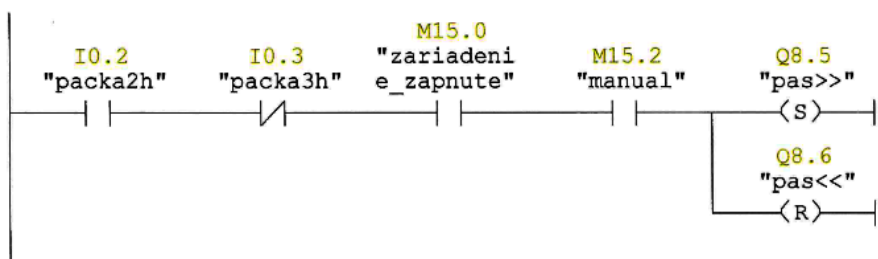 M15.0
I0.2 I0.3 "zariadeni M15.2 Q8.5
"packa2h" "packa3h" e_zapnute" "manual" "pas>>"
S
Q8.6
"pas<<"
R